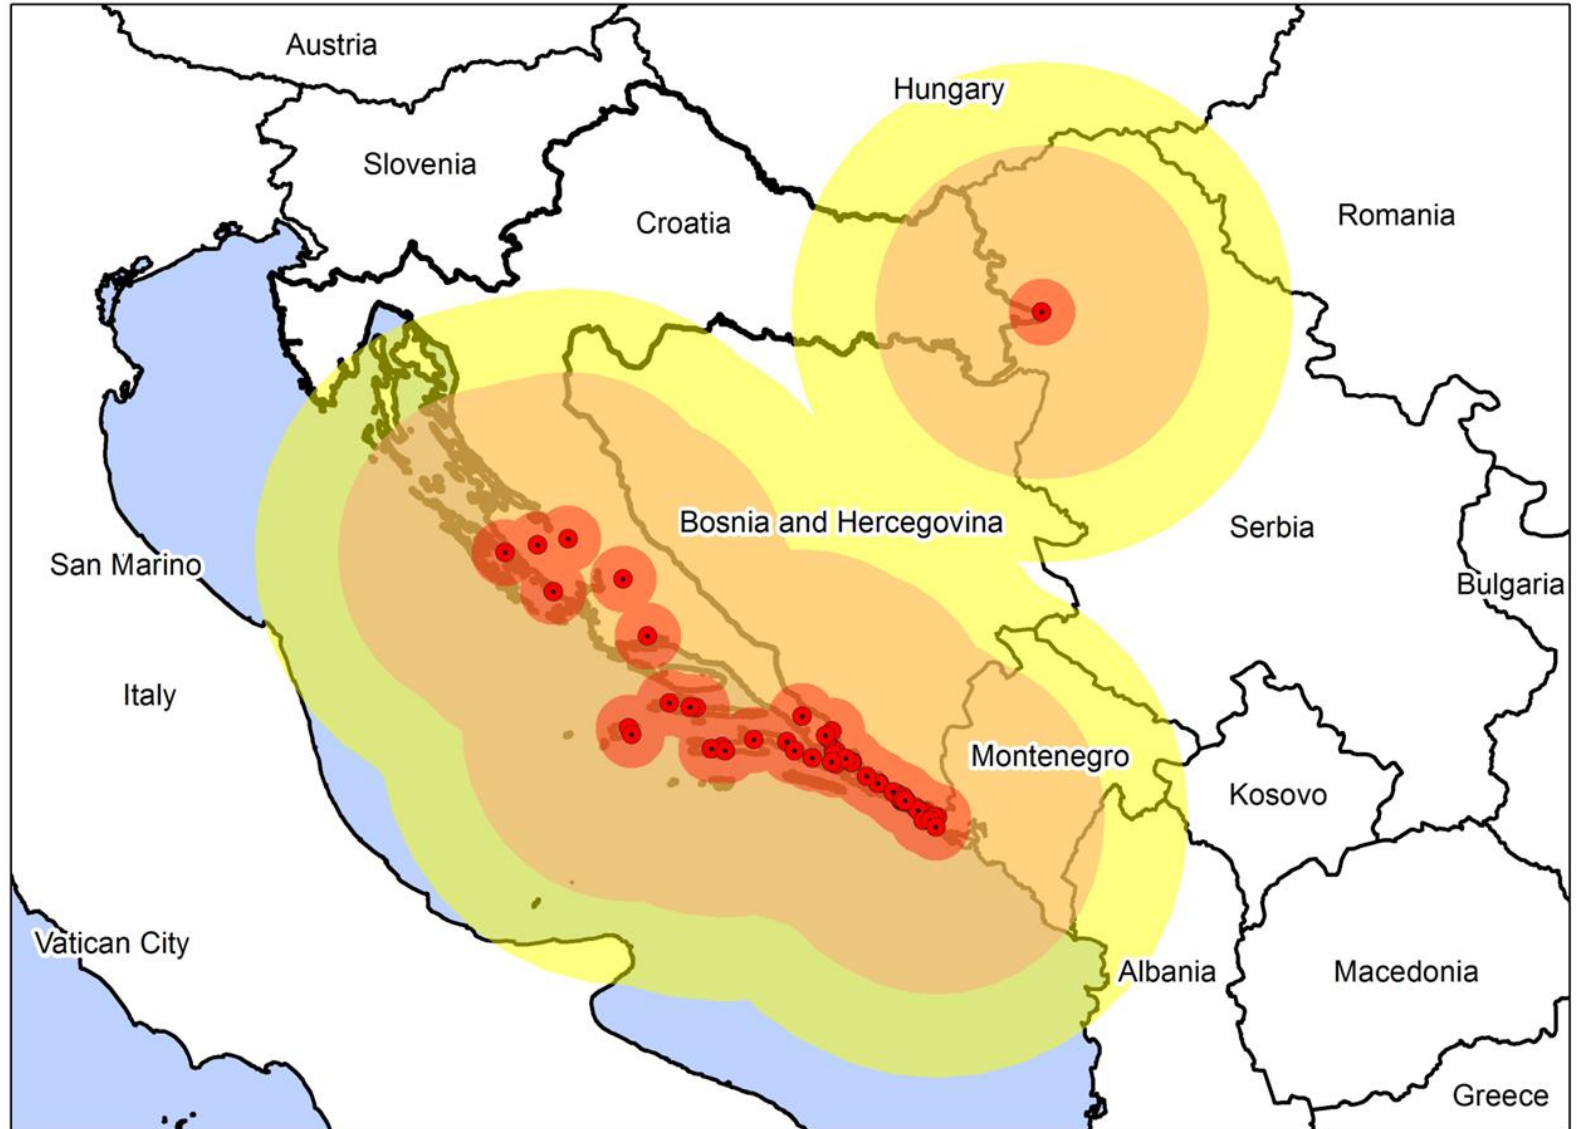 Austria
Hungary
Slovenia
Croatia
Romania
Bosnia and Hercegovina
Serbia
San Marino
Bulgaria
Italy
Montenegro
Kosovo
Vatican City
Albania
Macedonia
Greece